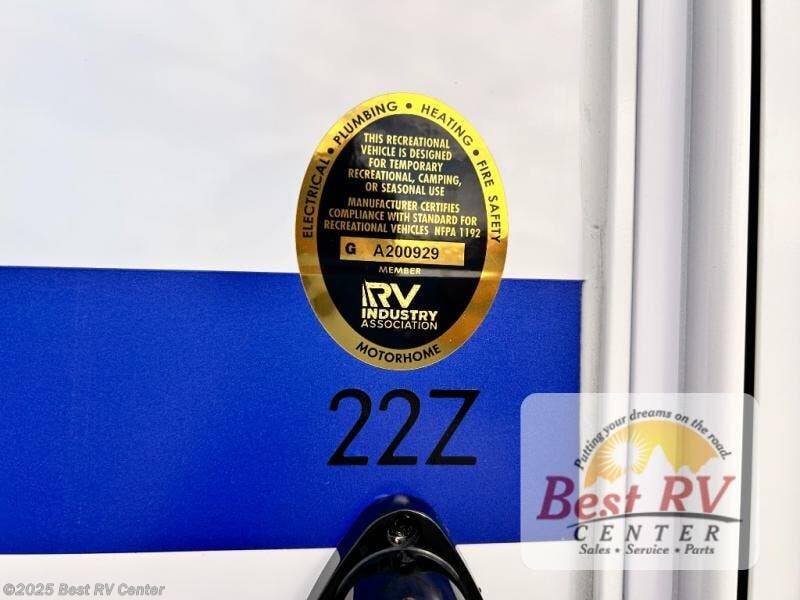 ELECTRICAL • PLUMBING • HEATING • FIRE SAFETY
THIS RECREATIONAL
VEHICLE IS DESIGNED
FOR TEMPORARY
RECREATIONAL, CAMPING,
OR SEASONAL USE
MANUFACTURER CERTIFIES
COMPLIANCE WITH STANDARD FOR
RECREATIONAL VEHICLES NFPA 1192
G A200929
MEMBER
RV
INDUSTRY
ASSOCIATION
MOTORHOME
22Z
Putting your dreams on the road.
Best RV
CENTER
Sales • Service • Parts
©2025 Best RV Center